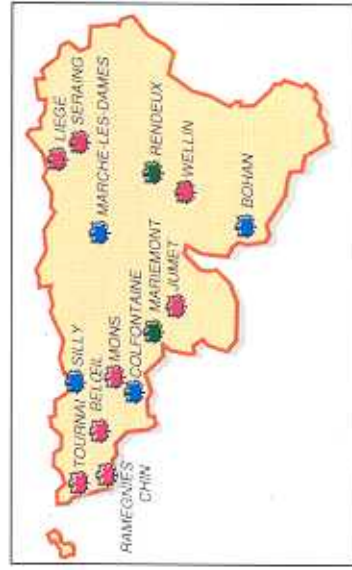 LIEGE
SERAING
MARCHE-LES-DAMES
RENDEUX
WELLIN
BOHAN
SILLY
MARIEMONT
JUMET
TOURNAI
BELŒIL
MONS
COLFONTAINE
RAMEGNIES
CHIN